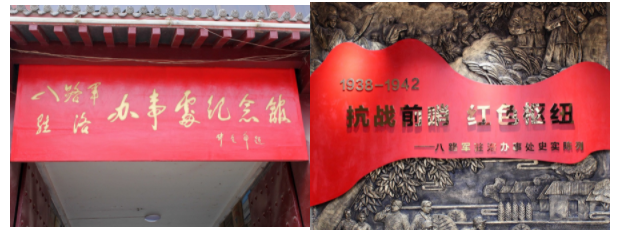 八路军
驻洛
办事处纪念馆
1938-1942
抗战前哨 红色枢纽
——八路军驻洛办事处史实陈列